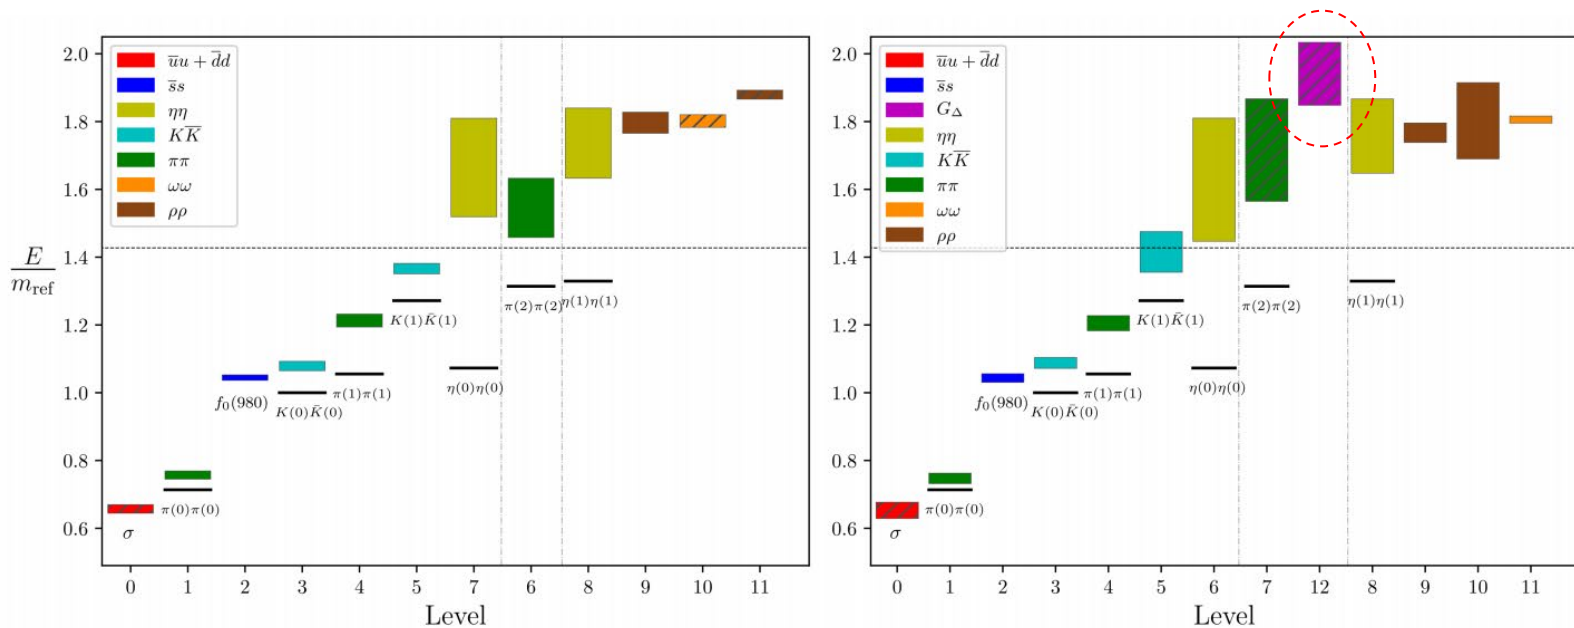 2.0
1.8
1.6
1.4
1.2
1.0
0.8
0.6
E
m_ref
u̅u + d̅d
s̅s
ηη
KK̅
ππ
ωω
ρρ
σ
π(0)π(0)
f₀(980)
K(0)K̄(0)
π(1)π(1)
K(1)K̄(1)
η(0)η(0)
π(2)π(2)
η(1)η(1)
0 1 2 3 4 5 7 6 8 9 10 11
Level
2.0
1.8
1.6
1.4
1.2
1.0
0.8
0.6
u̅u + d̅d
s̅s
G_Δ
ηη
KK̅
ππ
ωω
ρρ
σ
π(0)π(0)
f₀(980)
K(0)K̄(0)
π(1)π(1)
K(1)K̄(1)
η(0)η(0)
π(2)π(2)
η(1)η(1)
0 1 2 3 4 5 6 7 12 8 9 10 11
Level